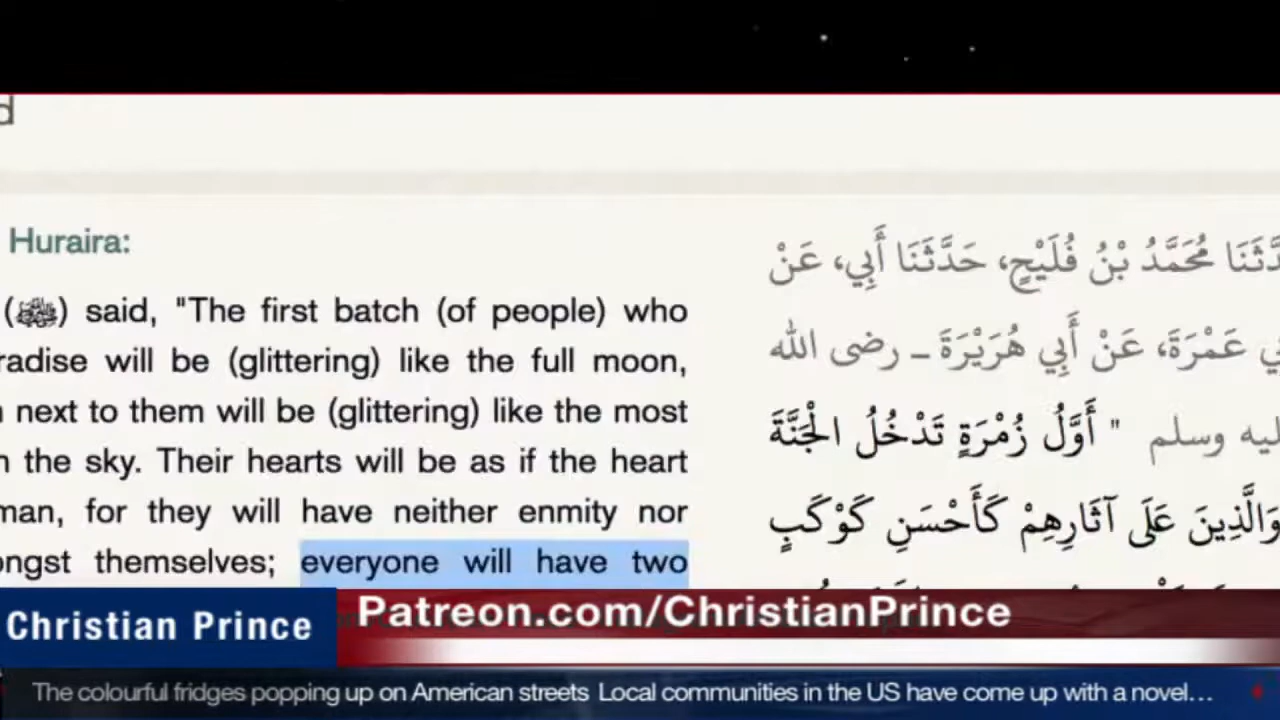 d
Huraira:
(ﷺ) said, "The first batch (of people) who
radise will be (glittering) like the full moon,
next to them will be (glittering) like the most
the sky. Their hearts will be as if the heart
man, for they will have neither enmity nor
ongst themselves; everyone will have two
دَّثَنَا مُحَمَّدُ بْنُ فُلَيْحٍ، حَدَّثَنَا أَبِي، عَنْ
بِي عَمْرَةَ، عَنْ أَبِي هُرَيْرَةَ ـ رضى الله
ليه وسلم " أَوَّلُ زُمْرَةٍ تَدْخُلُ الْجَنَّةَ
وَالَّذِينَ عَلَى آثَارِهِمْ كَأَحْسَنِ كَوْكَبٍ
Christian Prince
Patreon.com/ChristianPrince
The colourful fridges popping up on American streets Local communities in the US have come up with a novel...